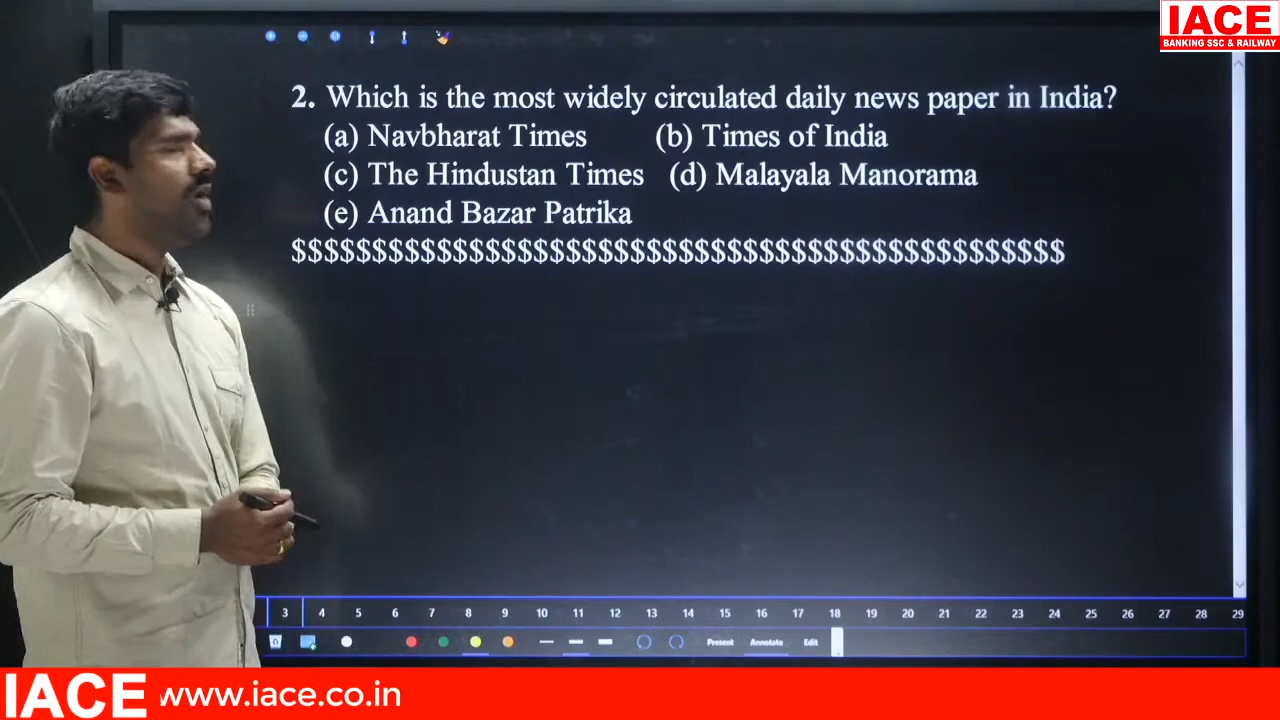 IACE
BANKING SSC & RAILWAY
2. Which is the most widely circulated daily news paper in India?
(a) Navbharat Times (b) Times of India
(c) The Hindustan Times (d) Malayala Manorama
(e) Anand Bazar Patrika
$$$$$$$$$$$$$$$$$$$$$$$$$$$$$$$$$$$$$$$$$$$$$$$$
3 4 5 6 7 8 9 10 11 12 13 14 15 16 17 18 19 20 21 22 23 24 25 26 27 28 29
Present Annotate Edit
IACE www.iace.co.in